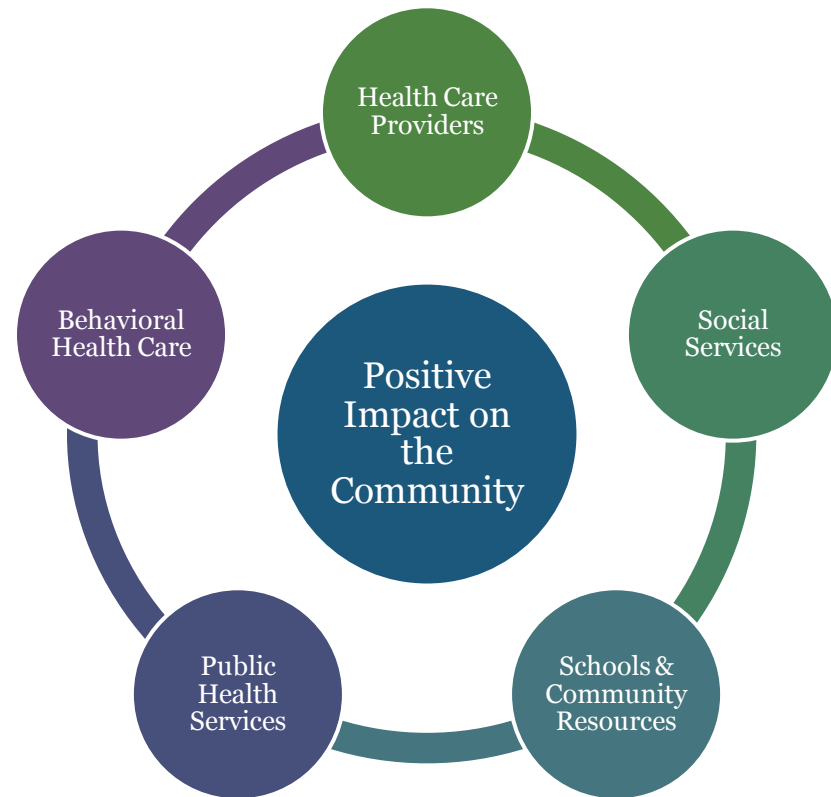 Health Care
Providers
Social
Services
Schools &
Community
Resources
Public
Health
Services
Behavioral
Health Care
Positive
Impact on
the
Community